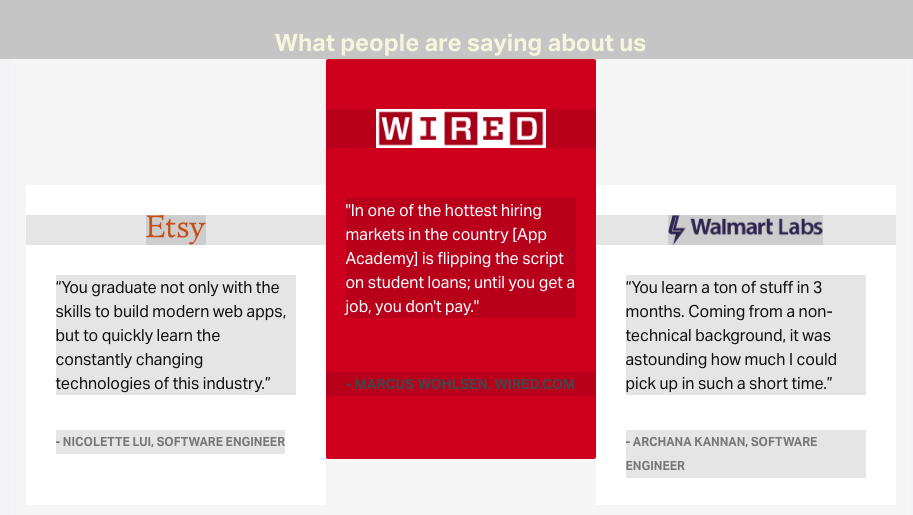 What people are saying about us
Etsy
“You graduate not only with the
skills to build modern web apps,
but to quickly learn the
constantly changing
technologies of this industry.”
- NICOLETTE LUI, SOFTWARE ENGINEER
WIRED
"In one of the hottest hiring
markets in the country [App
Academy] is flipping the script
on student loans; until you get a
job, you don't pay."
- MARCUS WOHLSEN, WIRED.COM
Walmart Labs
“You learn a ton of stuff in 3
months. Coming from a non-
technical background, it was
astounding how much I could
pick up in such a short time.”
- ARCHANA KANNAN, SOFTWARE
ENGINEER